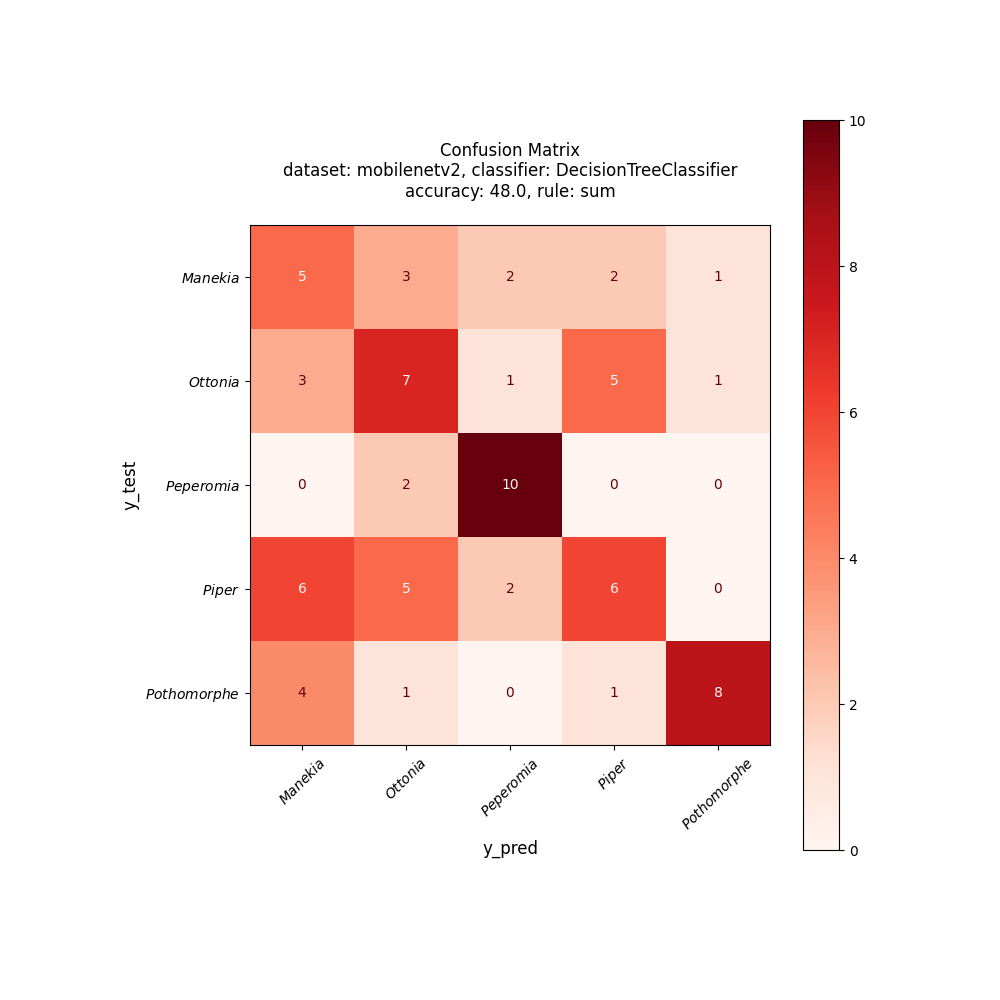 Confusion Matrix
dataset: mobilenetv2, classifier: DecisionTreeClassifier
accuracy: 48.0, rule: sum
y_test
Manekia 5 3 2 2 1
Ottonia 3 7 1 5 1
Peperomia 0 2 10 0 0
Piper 6 5 2 6 0
Pothomorphe 4 1 0 1 8
Manekia Ottonia Peperomia Piper Pothomorphe
y_pred
10
8
6
4
2
0